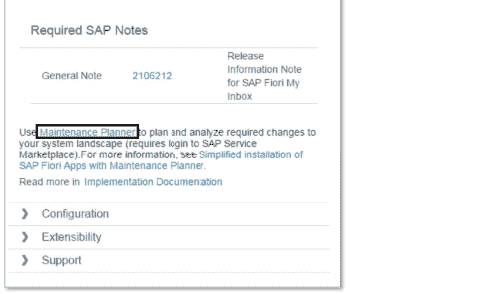 Required SAP Notes
General Note 2106212 Release
Information Note
for SAP Fiori My
Inbox
Use Maintenance Planner to plan and analyze required changes to
your system landscape (requires login to SAP Service
Marketplace).For more information, see Simplified installation of
SAP Fiori Apps with Maintenance Planner.
Read more in Implementation Documenation
Configuration
Extensibility
Support